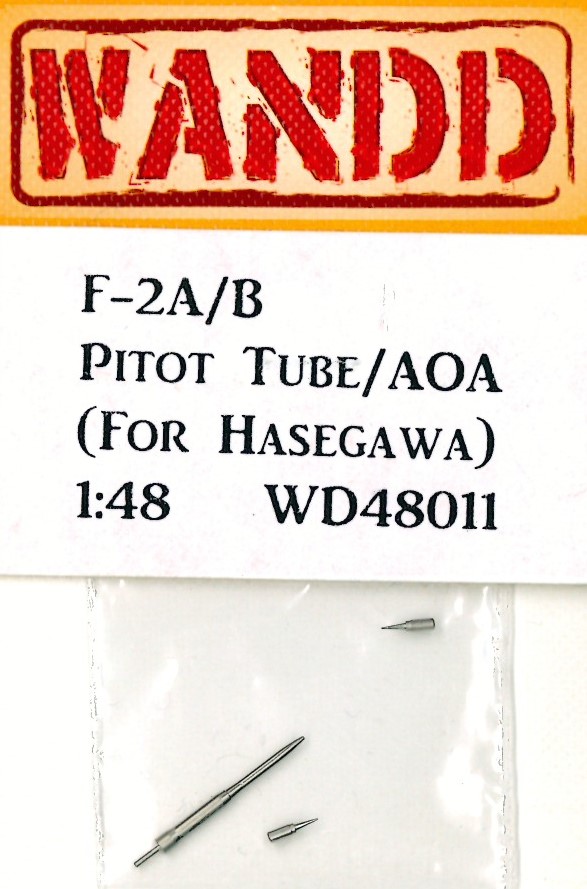 WANDD
F-2A/B
PITOT TUBE/AOA
(FOR HASEGAWA)
1:48 WD48011